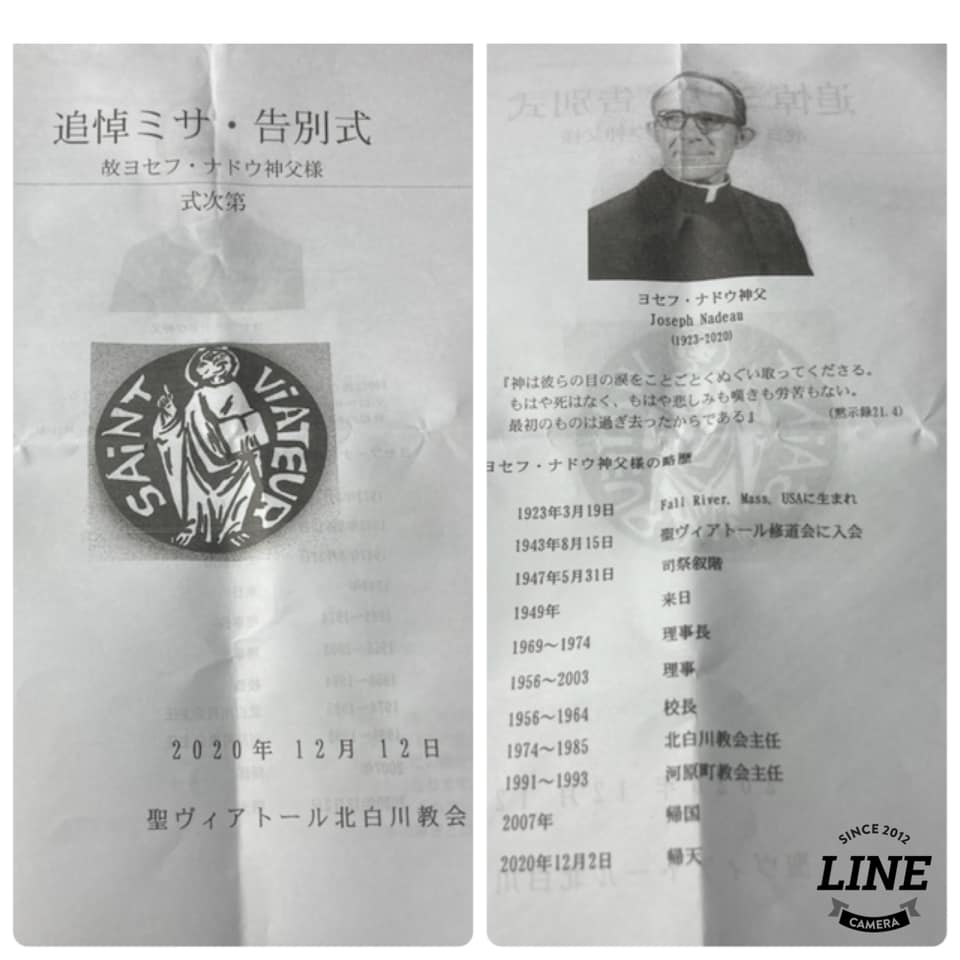 追悼ミサ・告別式
故ヨセフ・ナドウ神父様
式次第
SAiNT ViATEUR
2020年 12月 12日
聖ヴィアトール北白川教会
ヨセフ・ナドウ神父
Joseph Nadeau
(1923-2020)
『神は彼らの目の涙をことごとくぬぐい取ってくださる。
もはや死はなく、もはや悲しみも嘆きも労苦もない。
最初のものは過ぎ去ったからである』 (黙示録21.4)
ヨセフ・ナドウ神父様の略歴
1923年3月19日 Fall River, Mass, USAに生まれ
1943年8月15日 聖ヴィアトール修道会に入会
1947年5月31日 司祭叙階
1949年 来日
1969～1974 理事長
1956～2003 理事
1956～1964 校長
1974～1985 北白川教会主任
1991～1993 河原町教会主任
2007年 帰国
2020年12月2日 帰天
SINCE 2012
LINE
CAMERA